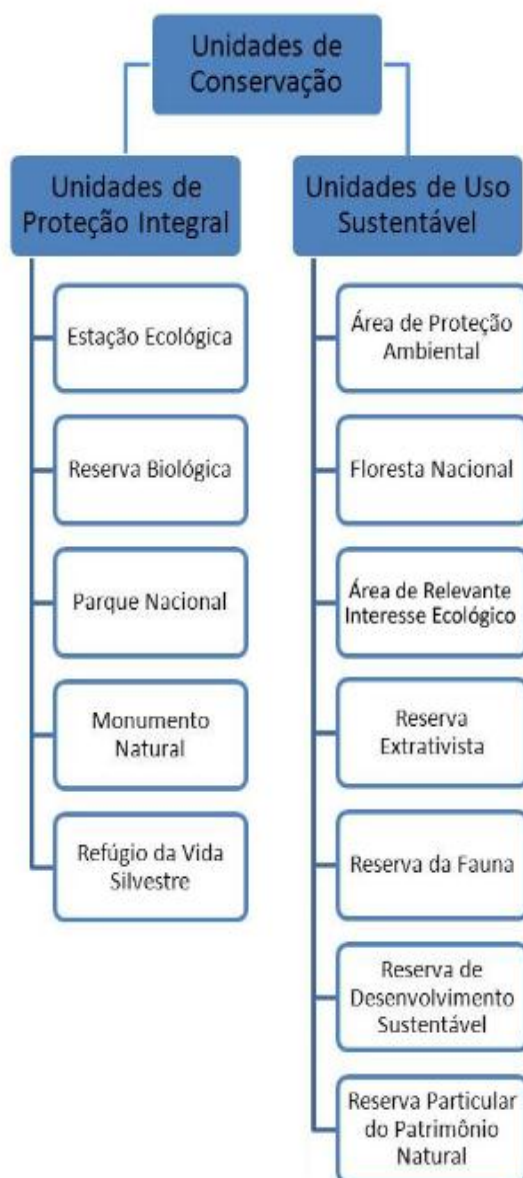 Unidades de
Conservação
Unidades de
Proteção Integral
Estação Ecológica
Reserva Biológica
Parque Nacional
Monumento
Natural
Refúgio da Vida
Silvestre
Unidades de Uso
Sustentável
Área de Proteção
Ambiental
Floresta Nacional
Área de Relevante
Interesse Ecológico
Reserva
Extrativista
Reserva da Fauna
Reserva de
Desenvolvimento
Sustentável
Reserva Particular
do Patrimônio
Natural